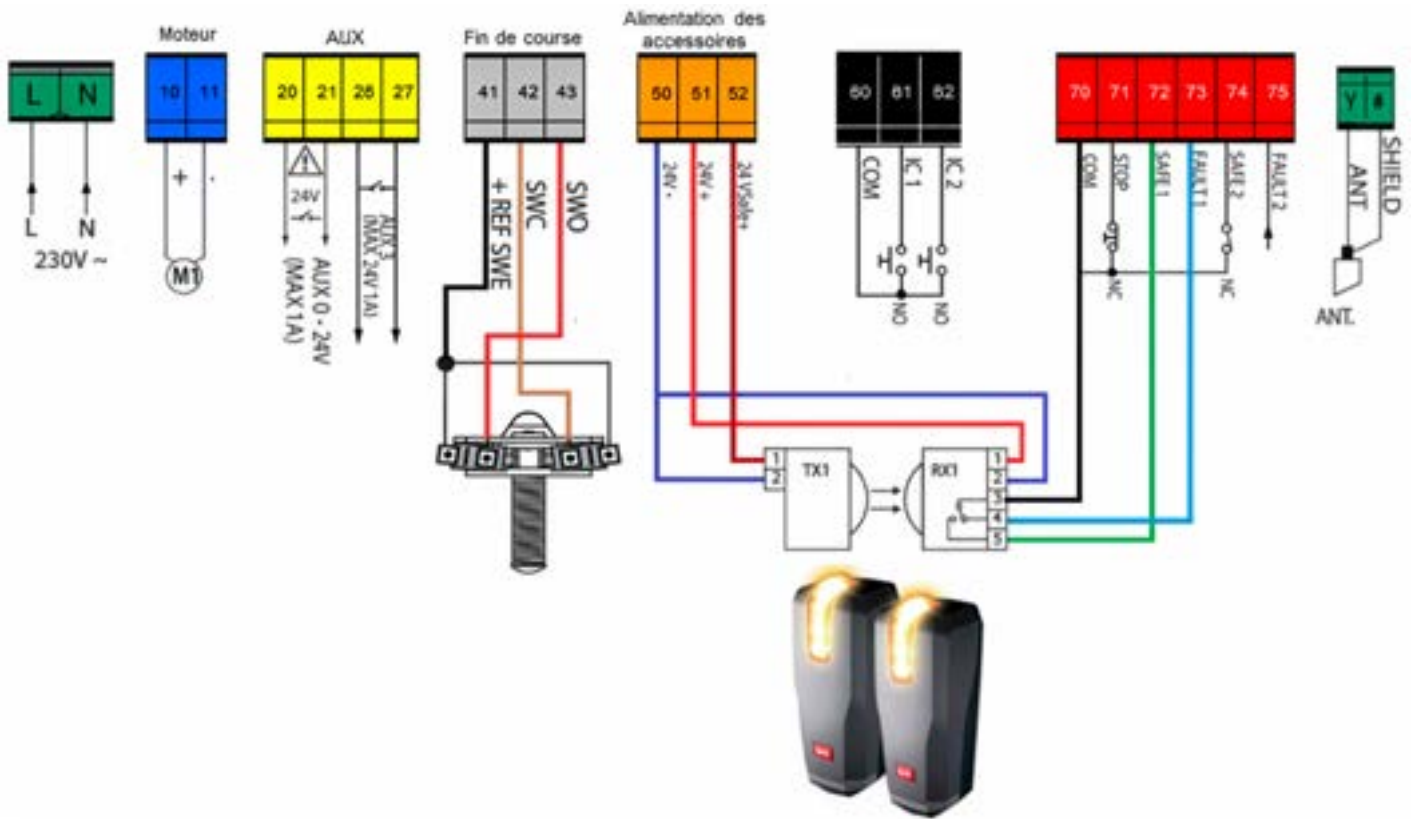 Moteur
AUX
Fin de course
Alimentation des
accessoires
L N
10 11
20 21 26 27
41 42 43
50 51 52
60 61 62
70 71 72 73 74 75
Y #
L N
230V ~
+ -
M1
24V
AUX 0 - 24V
(MAX 1A)
AUX 3
(MAX 24V 1A)
+ REF SWE
SWC
SWO
24V -
24V +
24 VSafe+
COM
IC 1
IC 2
NO
NO
COM
STOP
SAFE 1
FAULT 1
SAFE 2
FAULT 2
NC
NC
ANT
SHIELD
ANT.
1
2
TX1
RX1
1
2
3
4
5